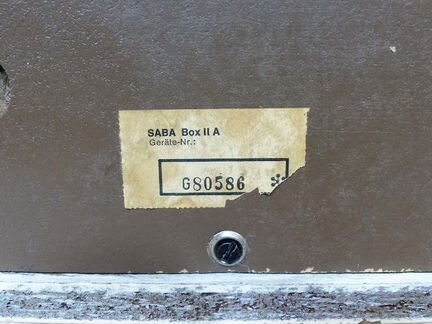 SABA Box II A
Geräte-Nr.:
G80586 *